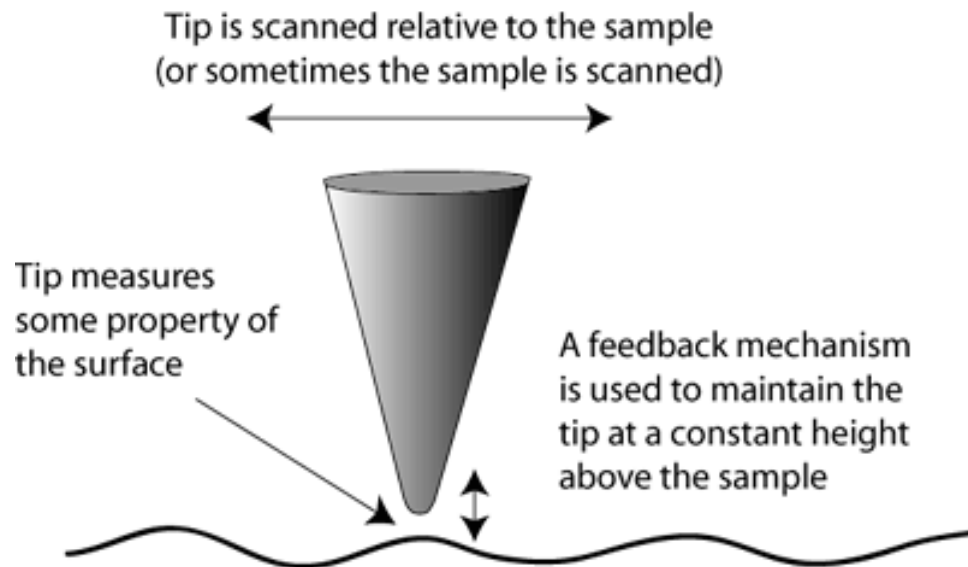 Tip is scanned relative to the sample
(or sometimes the sample is scanned)
Tip measures
some property of
the surface
A feedback mechanism
is used to maintain the
tip at a constant height
above the sample